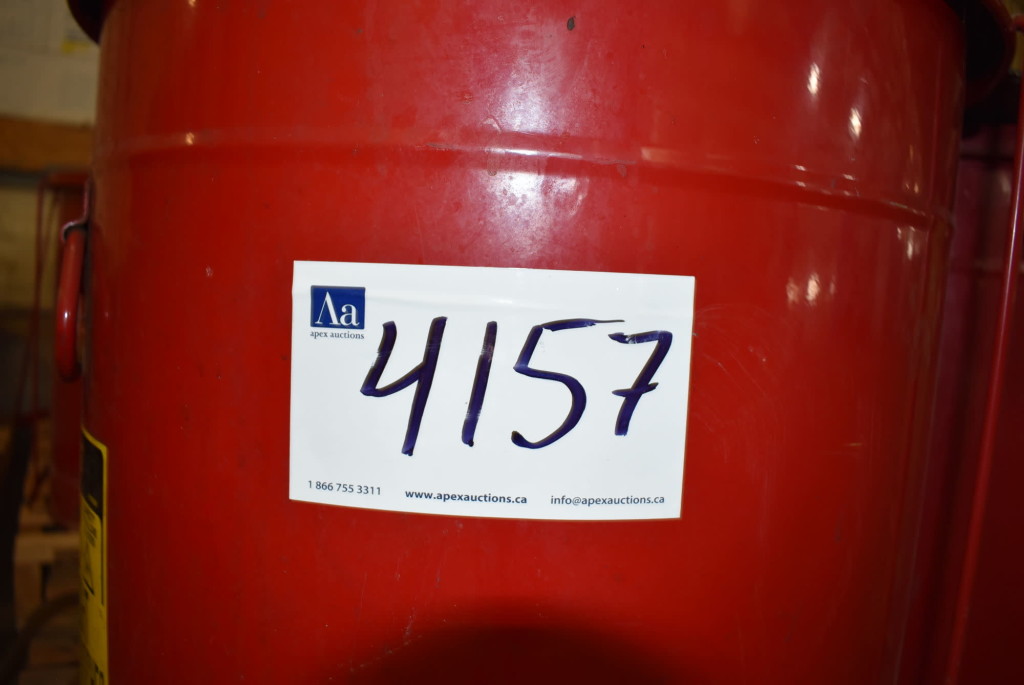 Aa
apex auctions
4157
1 866 755 3311 www.apexauctions.ca info@apexauctions.ca